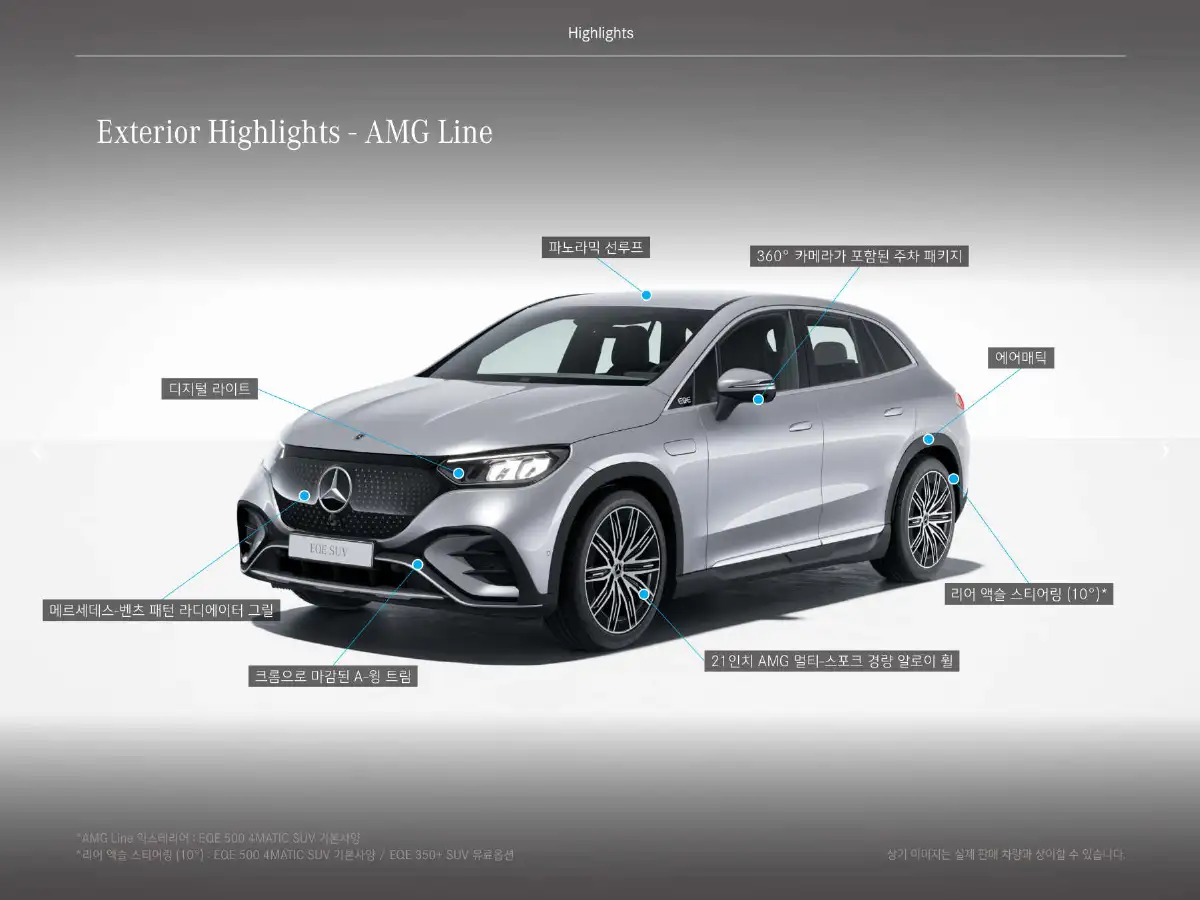 Highlights
Exterior Highlights - AMG Line
파노라믹 선루프
360° 카메라가 포함된 주차 패키지
에어매틱
디지털 라이트
EQE
EQE SUV
리어 액슬 스티어링 (10°)*
메르세데스-벤츠 패턴 라디에이터 그릴
21인치 AMG 멀티-스포크 경량 알로이 휠
크롬으로 마감된 A-윙 트림
*AMG Line 익스테리어 : EQE 500 4MATIC SUV 기본사양
*리어 액슬 스티어링 (10°) : EQE 500 4MATIC SUV 기본사양 / EQE 350+ SUV 유료옵션
상기 이미지는 실제 판매 차량과 상이할 수 있습니다.